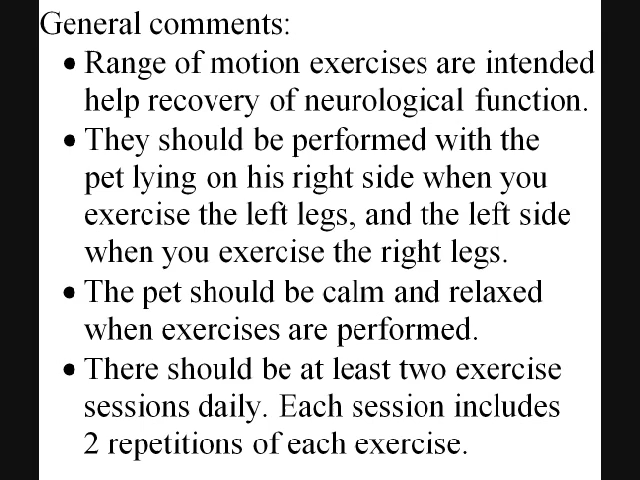 General comments:
• Range of motion exercises are intended
help recovery of neurological function.
• They should be performed with the
pet lying on his right side when you
exercise the left legs, and the left side
when you exercise the right legs.
• The pet should be calm and relaxed
when exercises are performed.
• There should be at least two exercise
sessions daily. Each session includes
2 repetitions of each exercise.